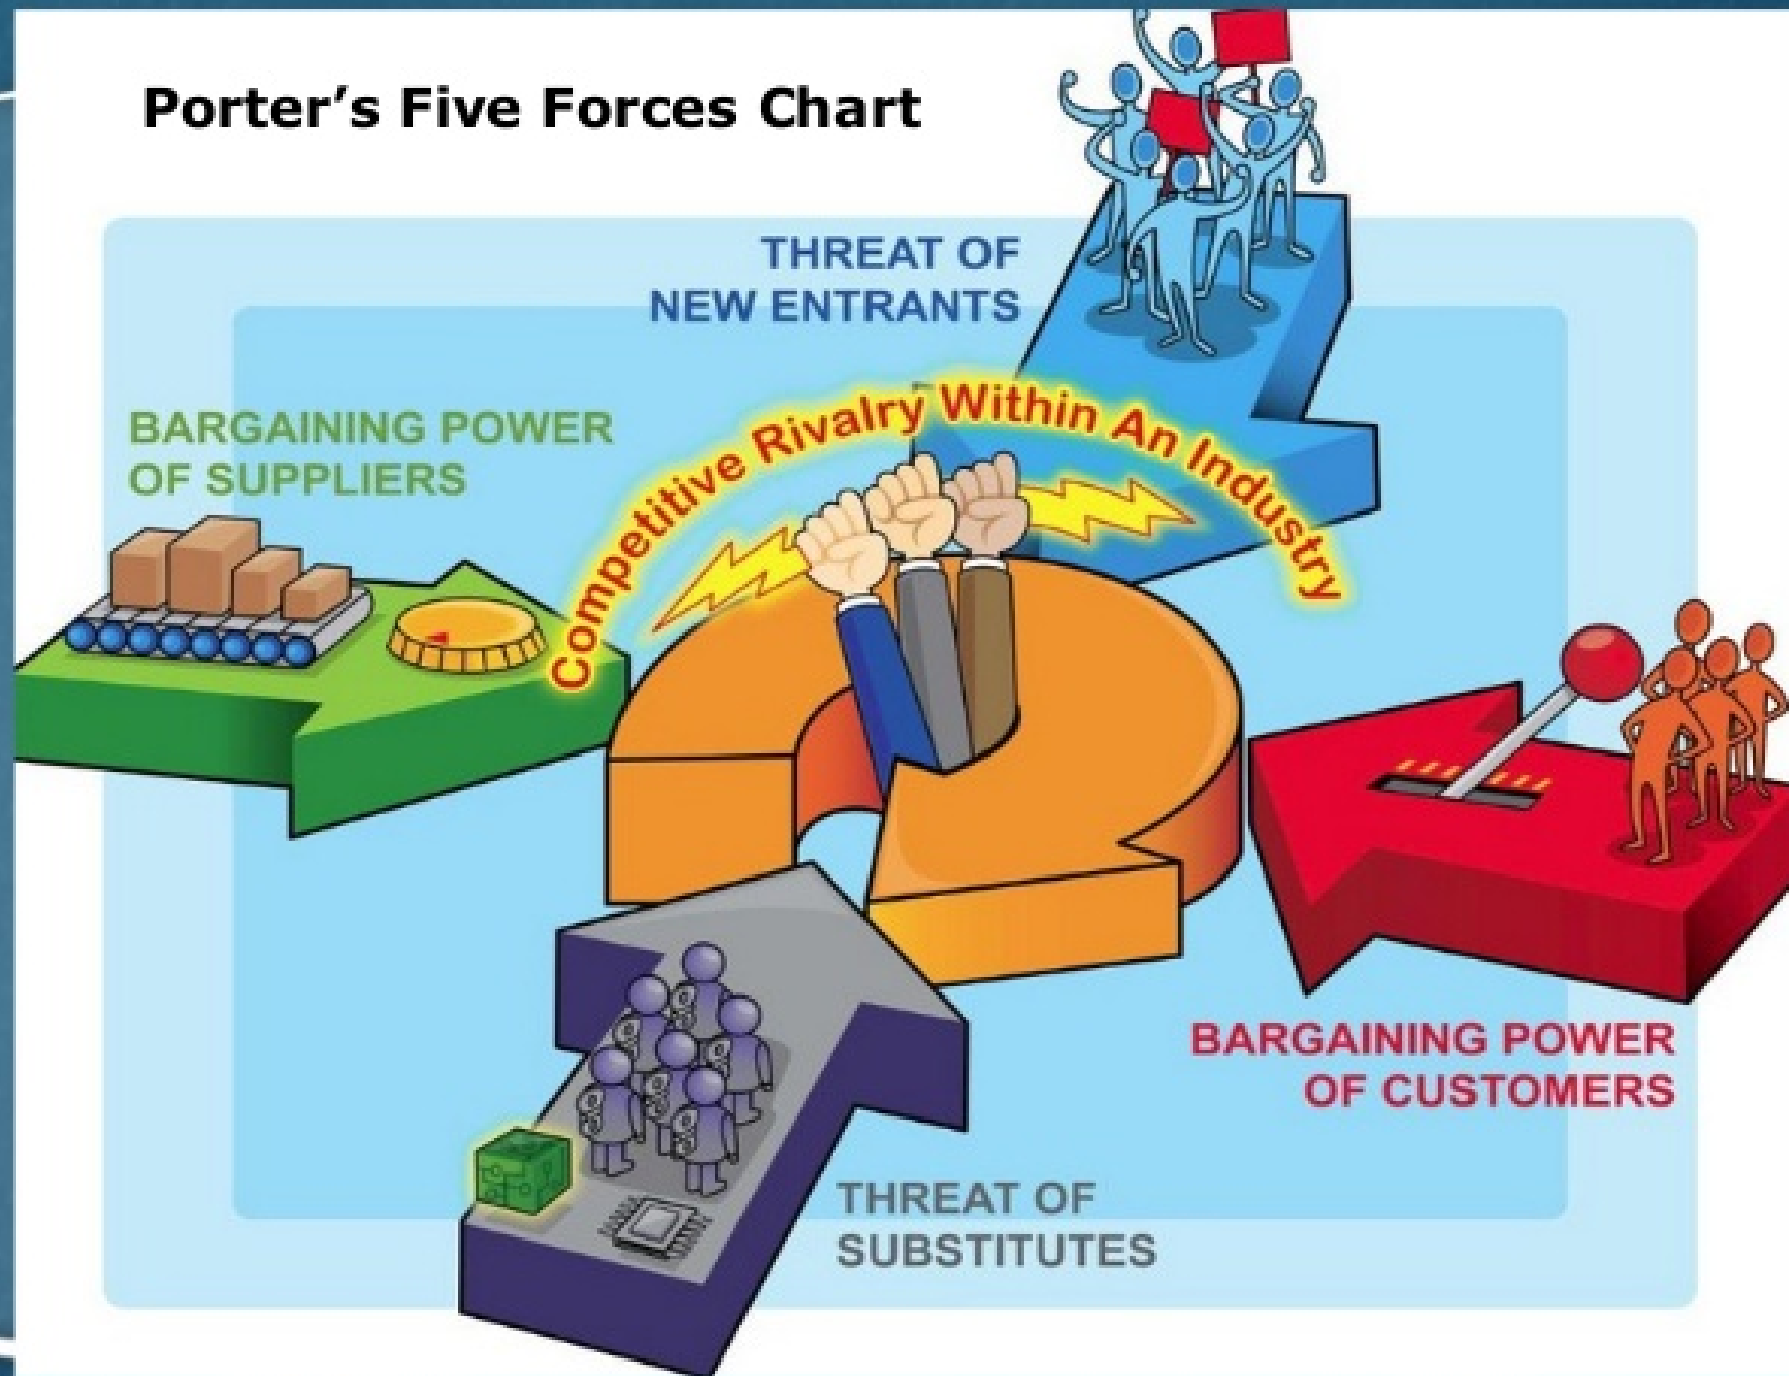 Porter’s Five Forces Chart
THREAT OF
NEW ENTRANTS
BARGAINING POWER
OF SUPPLIERS
Competitive Rivalry Within An Industry
BARGAINING POWER
OF CUSTOMERS
THREAT OF
SUBSTITUTES